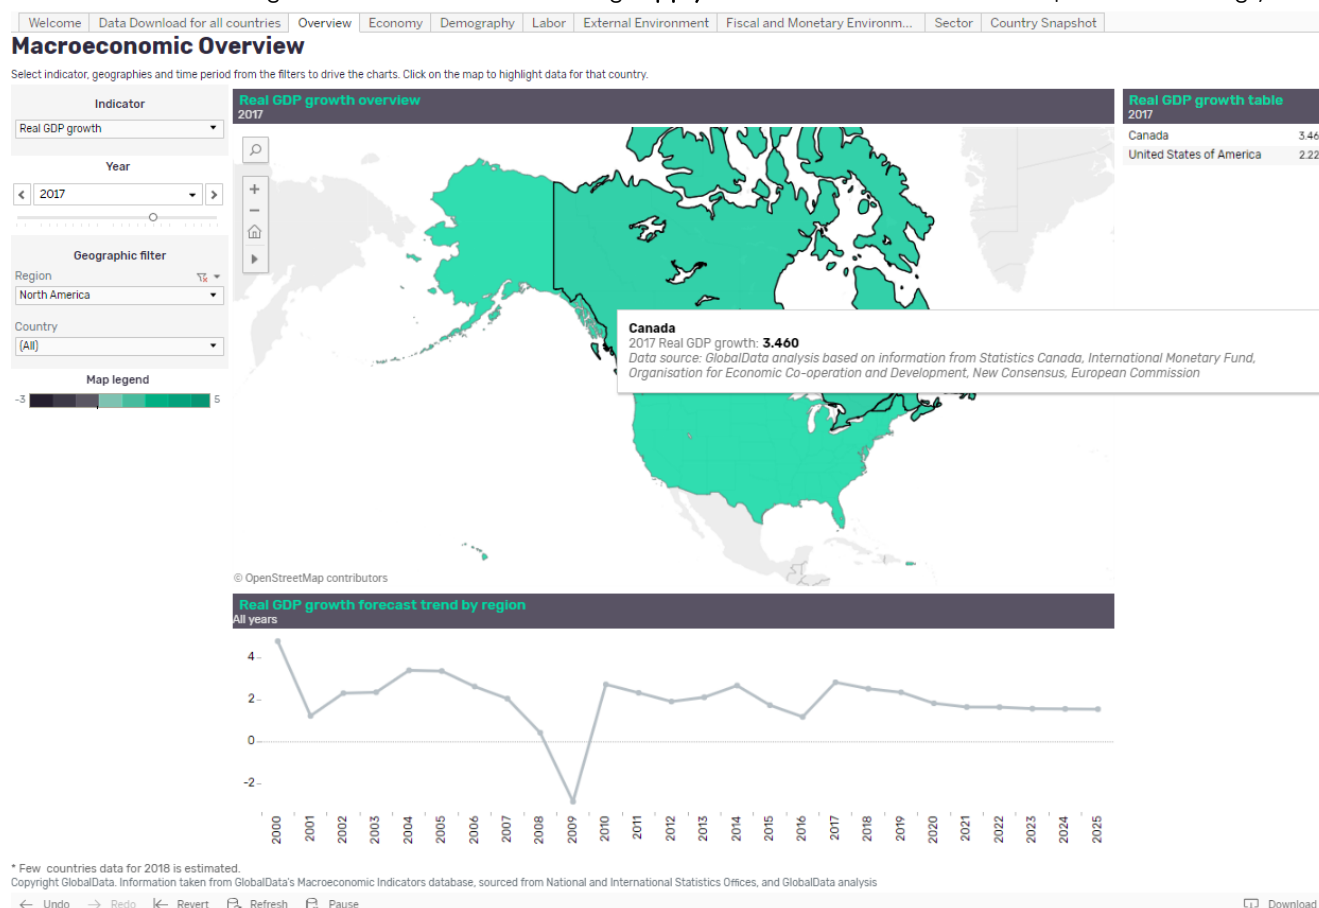 Welcome
Data Download for all countries
Overview
Economy
Demography
Labor
External Environment
Fiscal and Monetary Environm...
Sector
Country Snapshot
Macroeconomic Overview
Select indicator, geographies and time period from the filters to drive the charts. Click on the map to highlight data for that country.
Indicator
Real GDP growth
Year
2017
Geographic filter
Region
North America
Country
(All)
Map legend
-3
5
Real GDP growth overview
2017
Canada
2017 Real GDP growth: 3.460
Data source: GlobalData analysis based on information from Statistics Canada, International Monetary Fund,
Organisation for Economic Co-operation and Development, New Consensus, European Commission
© OpenStreetMap contributors
Real GDP growth table
2017
Canada 3.46
United States of America 2.22
Real GDP growth forecast trend by region
All years
4
2
0
-2
2000 2001 2002 2003 2004 2005 2006 2007 2008 2009 2010 2011 2012 2013 2014 2015 2016 2017 2018 2019 2020 2021 2022 2023 2024 2025
* Few countries data for 2018 is estimated.
Copyright GlobalData. Information taken from GlobalData's Macroeconomic Indicators database, sourced from National and International Statistics Offices, and GlobalData analysis
Undo
Redo
Revert
Refresh
Pause
Download